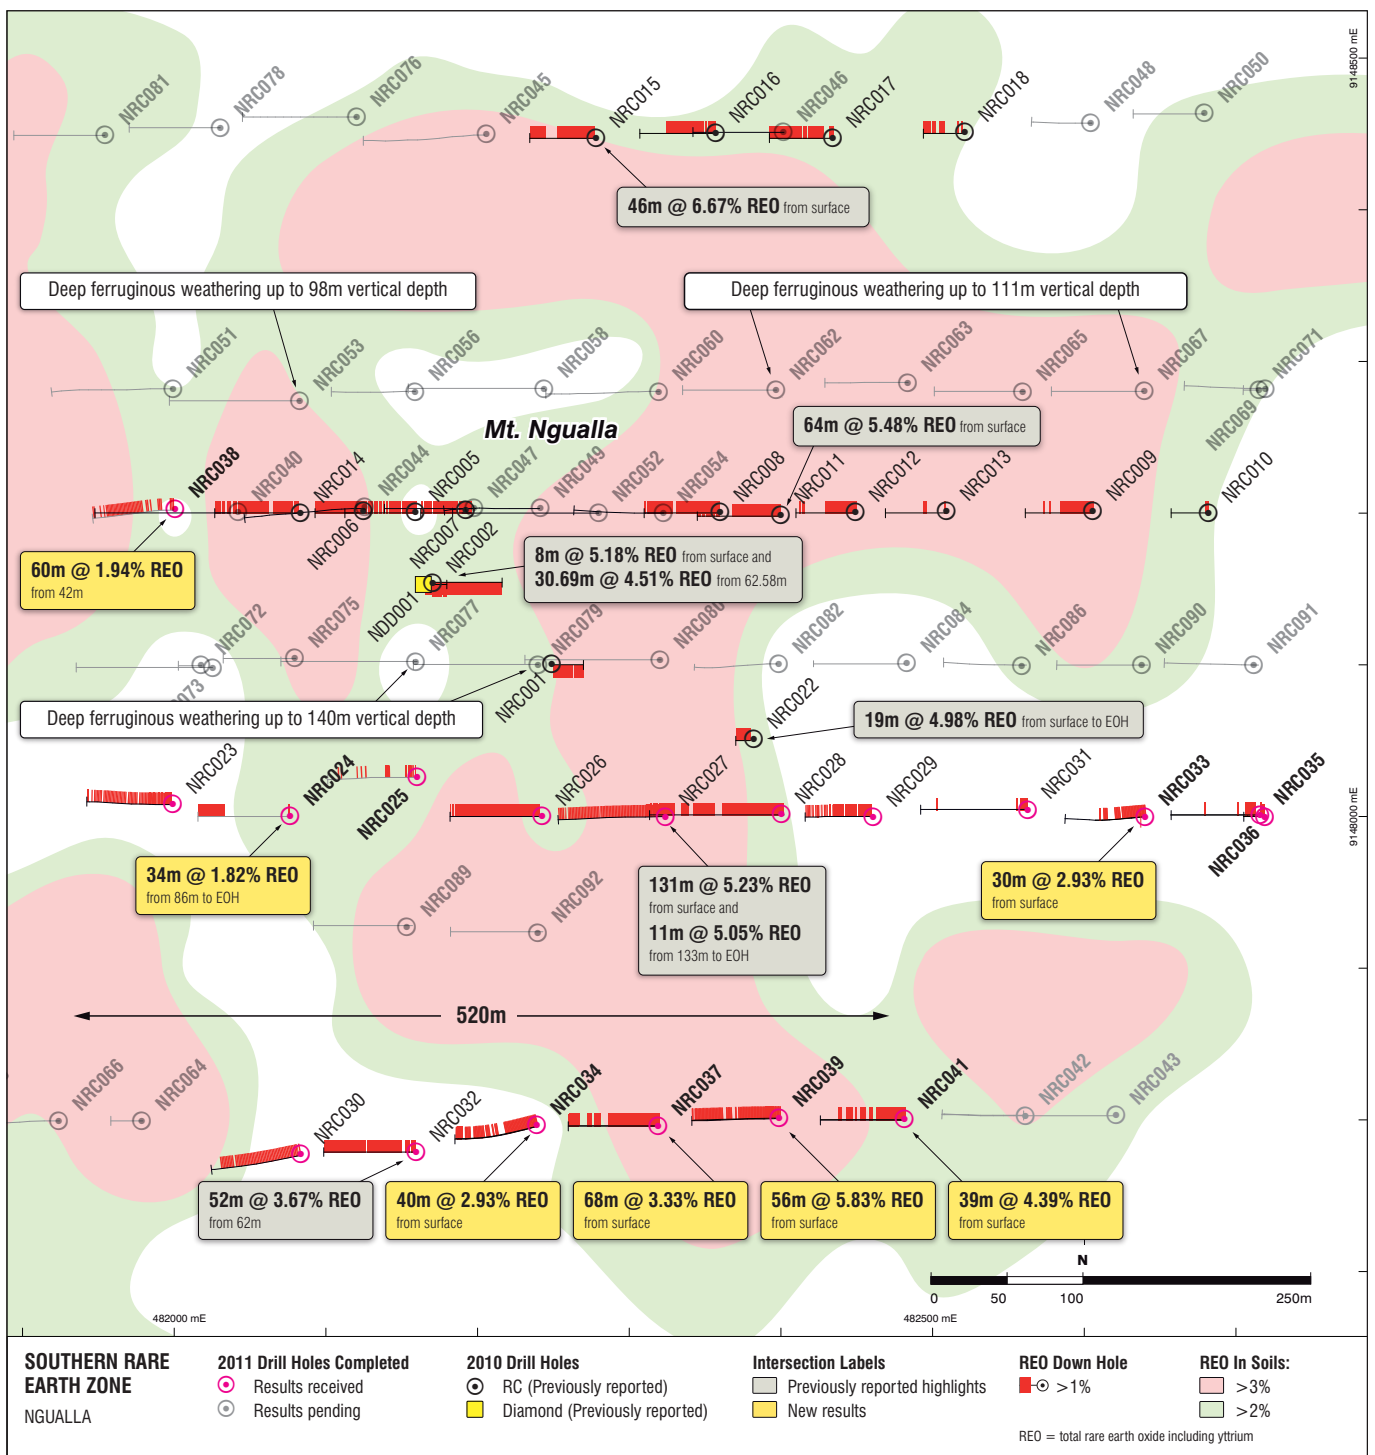 9148500 mE
NRC081
NRC078
NRC076
NRC045
NRC015
NRC016
NRC046
NRC017
NRC018
NRC048
NRC050
46m @ 6.67% REO from surface
Deep ferruginous weathering up to 98m vertical depth
Deep ferruginous weathering up to 111m vertical depth
NRC051
NRC053
NRC056
NRC058
NRC060
NRC062
NRC063
NRC065
NRC067
NRC071
NRC069
Mt. Ngualla
64m @ 5.48% REO from surface
NRC038
NRC040
NRC014
NRC044
NRC005
NRC047
NRC049
NRC052
NRC054
NRC008
NRC011
NRC012
NRC013
NRC009
NRC010
NRC006
NRC007
NRC002
60m @ 1.94% REO
from 42m
8m @ 5.18% REO from surface and
30.69m @ 4.51% REO from 62.58m
NDD001
NRC072
073
NRC075
NRC077
NRC079
NRC080
NRC082
NRC084
NRC086
NRC090
NRC091
NRC001
Deep ferruginous weathering up to 140m vertical depth
NRC022
19m @ 4.98% REO from surface to EOH
NRC023
NRC024
NRC025
NRC026
NRC027
NRC028
NRC029
NRC031
NRC033
NRC035
NRC036
9148000 mE
34m @ 1.82% REO
from 86m to EOH
NRC089
NRC092
131m @ 5.23% REO
from surface and
11m @ 5.05% REO
from 133m to EOH
30m @ 2.93% REO
from surface
520m
NRC066
NRC064
NRC030
NRC032
NRC034
NRC037
NRC039
NRC041
NRC042
NRC043
52m @ 3.67% REO
from 62m
40m @ 2.93% REO
from surface
68m @ 3.33% REO
from surface
56m @ 5.83% REO
from surface
39m @ 4.39% REO
from surface
N
0 50 100 250m
482000 mE
482500 mE
SOUTHERN RARE
EARTH ZONE
NGUALLA
2011 Drill Holes Completed
Results received
Results pending
2010 Drill Holes
RC (Previously reported)
Diamond (Previously reported)
Intersection Labels
Previously reported highlights
New results
REO Down Hole
>1%
REO In Soils:
>3%
>2%
REO = total rare earth oxide including yttrium